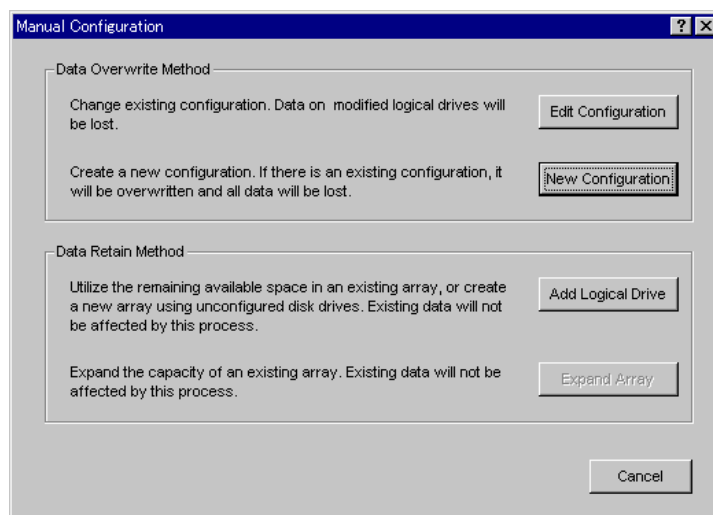 Manual Configuration
Data Overwrite Method
Change existing configuration. Data on modified logical drives will
be lost.
Edit Configuration
Create a new configuration. If there is an existing configuration, it
will be overwritten and all data will be lost.
New Configuration
Data Retain Method
Utilize the remaining available space in an existing array, or create
a new array using unconfigured disk drives. Existing data will not
be affected by this process.
Add Logical Drive
Expand the capacity of an existing array. Existing data will not be
affected by this process.
Expand Array
Cancel